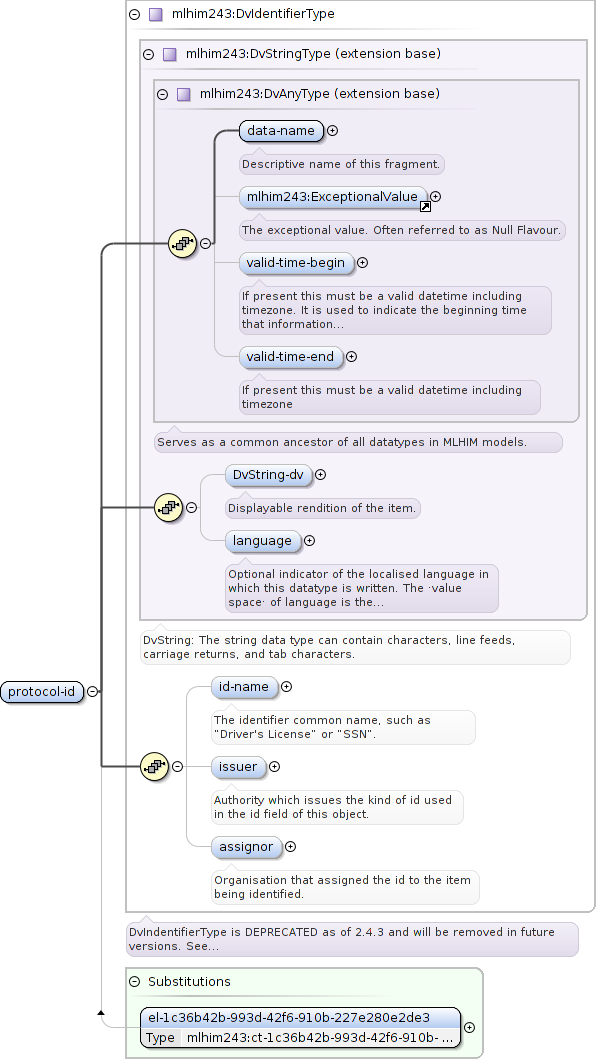 mlhim243:DvIdentifierType
mlhim243:DvStringType (extension base)
mlhim243:DvAnyType (extension base)
data-name
Descriptive name of this fragment.
mlhim243:ExceptionalValue
The exceptional value. Often referred to as Null Flavour.
valid-time-begin
If present this must be a valid datetime including
timezone. It is used to indicate the beginning time
that information...
valid-time-end
If present this must be a valid datetime including
timezone
Serves as a common ancestor of all datatypes in MLHIM models.
DvString-dv
Displayable rendition of the item.
language
Optional indicator of the localised language in
which this datatype is written. The ·value
space· of language is the...
DvString: The string data type can contain characters, line feeds,
carriage returns, and tab characters.
protocol-id
id-name
The identifier common name, such as
"Driver's License" or "SSN".
issuer
Authority which issues the kind of id used
in the id field of this object.
assignor
Organisation that assigned the id to the item
being identified.
DvIndentifierType is DEPRECATED as of 2.4.3 and will be removed in future
versions. See...
Substitutions
el-1c36b42b-993d-42f6-910b-227e280e2de3
Type mlhim243:ct-1c36b42b-993d-42f6-910b- ...